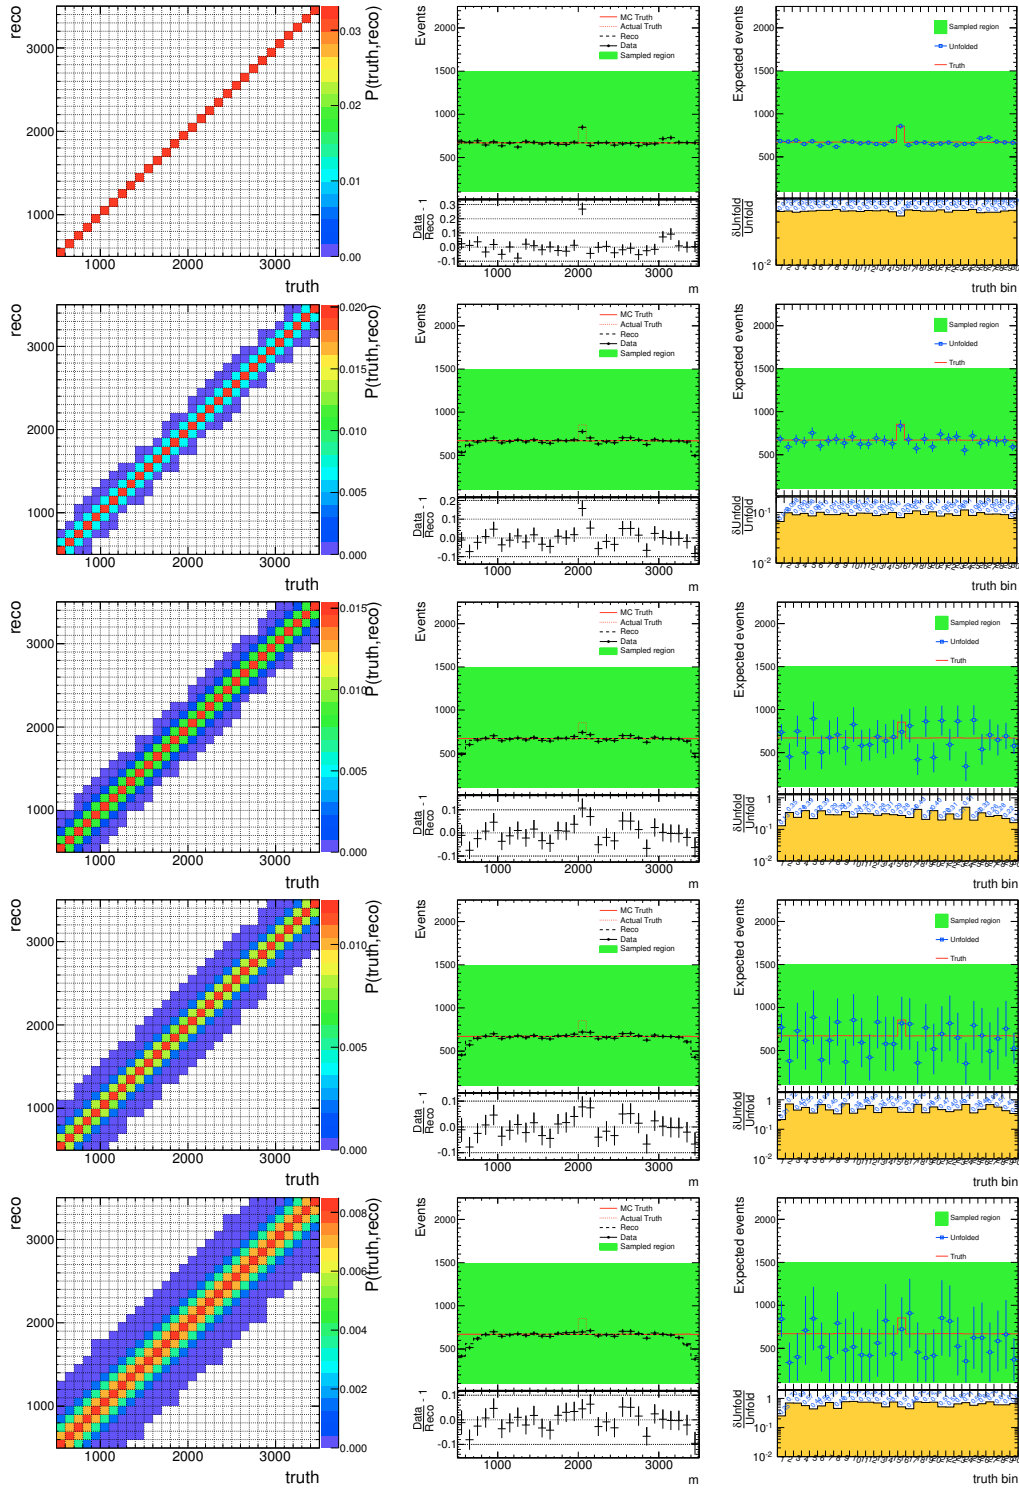 reco
3000
2000
1000
1000 2000 3000
truth
0.03
0.02
0.01
0.00
P(truth,reco)
Events
2000
1500
1000
500
MC Truth
Actual Truth
Reco
Data
Sampled region
Data/Reco - 1
0.3
0.2
0.1
0.0
-0.1
1000 2000 3000
m
Expected events
2000
1500
1000
500
Sampled region
Unfolded
Truth
δUnfold/Unfold
10-2
truth bin
reco
3000
2000
1000
1000 2000 3000
truth
0.020
0.015
0.010
0.005
0.000
P(truth,reco)
Events
2000
1500
1000
500
MC Truth
Actual Truth
Reco
Data
Sampled region
Data/Reco - 1
0.2
0.1
0.0
-0.1
1000 2000 3000
m
Expected events
2000
1500
1000
500
Sampled region
Unfolded
Truth
δUnfold/Unfold
10-1
10-2
truth bin
reco
3000
2000
1000
1000 2000 3000
truth
0.015
0.010
0.005
0.000
P(truth,reco)
Events
2000
1500
1000
500
MC Truth
Actual Truth
Reco
Data
Sampled region
Data/Reco - 1
0.1
0.0
-0.1
1000 2000 3000
m
Expected events
2000
1500
1000
500
Sampled region
Unfolded
Truth
δUnfold/Unfold
1
10-1
10-2
truth bin
reco
3000
2000
1000
1000 2000 3000
truth
0.010
0.005
0.000
P(truth,reco)
Events
2000
1500
1000
500
MC Truth
Actual Truth
Reco
Data
Sampled region
Data/Reco - 1
0.1
0.0
-0.1
1000 2000 3000
m
Expected events
2000
1500
1000
500
Sampled region
Unfolded
Truth
δUnfold/Unfold
1
10-1
10-2
truth bin
reco
3000
2000
1000
1000 2000 3000
truth
0.008
0.006
0.004
0.002
0.000
P(truth,reco)
Events
2000
1500
1000
500
MC Truth
Actual Truth
Reco
Data
Sampled region
Data/Reco - 1
0.1
0.0
-0.1
1000 2000 3000
m
Expected events
2000
1500
1000
500
Sampled region
Unfolded
Truth
δUnfold/Unfold
1
10-1
10-2
truth bin